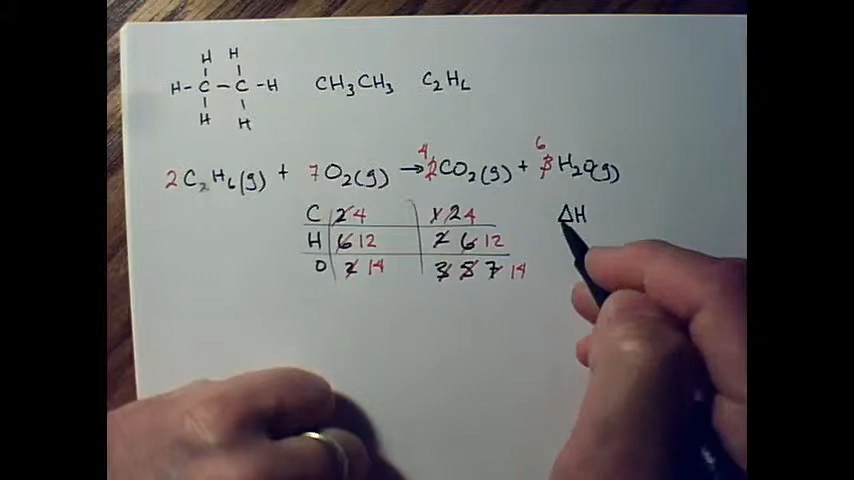 H H
H-C-C-H CH3CH3 C2H6
H H
4 6
2C2H6(g) + 7O2(g) → 2CO2(g) + 3H2O(g)
C 2 4 1 2 4 ΔH
H 6 12 2 6 12
O 2 14 3 5 7 14